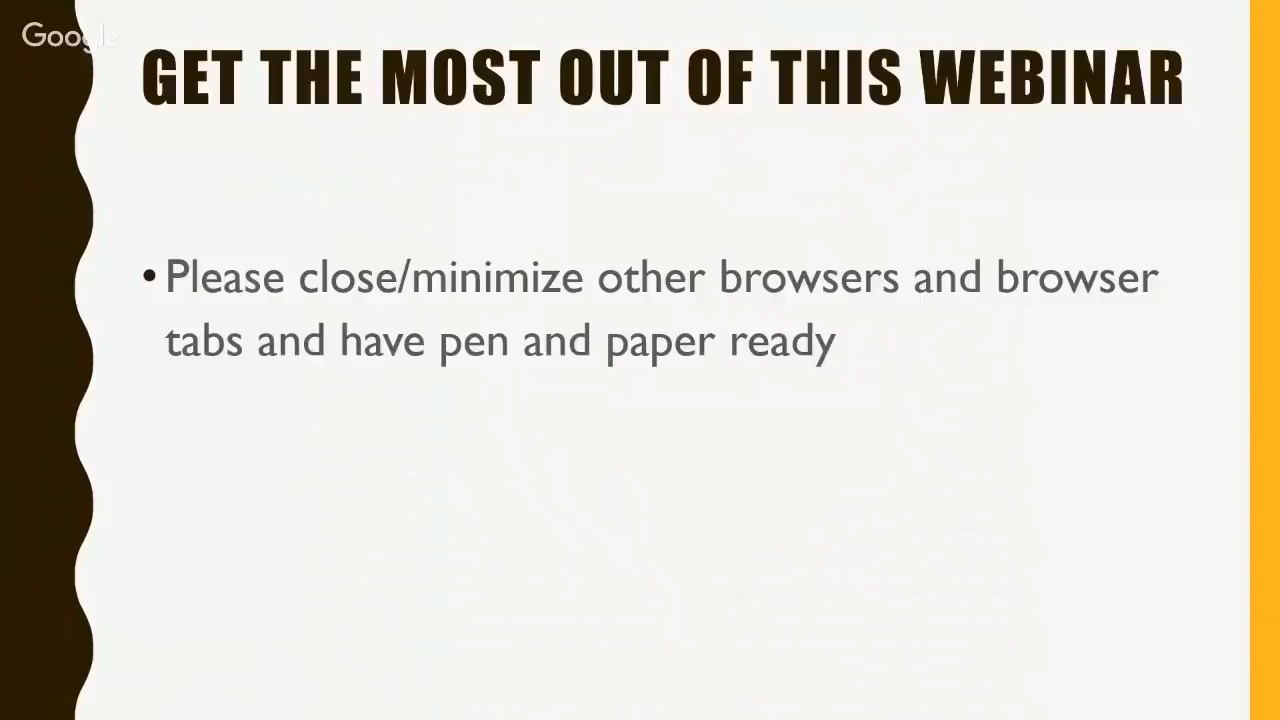 Google
GET THE MOST OUT OF THIS WEBINAR
• Please close/minimize other browsers and browser
tabs and have pen and paper ready